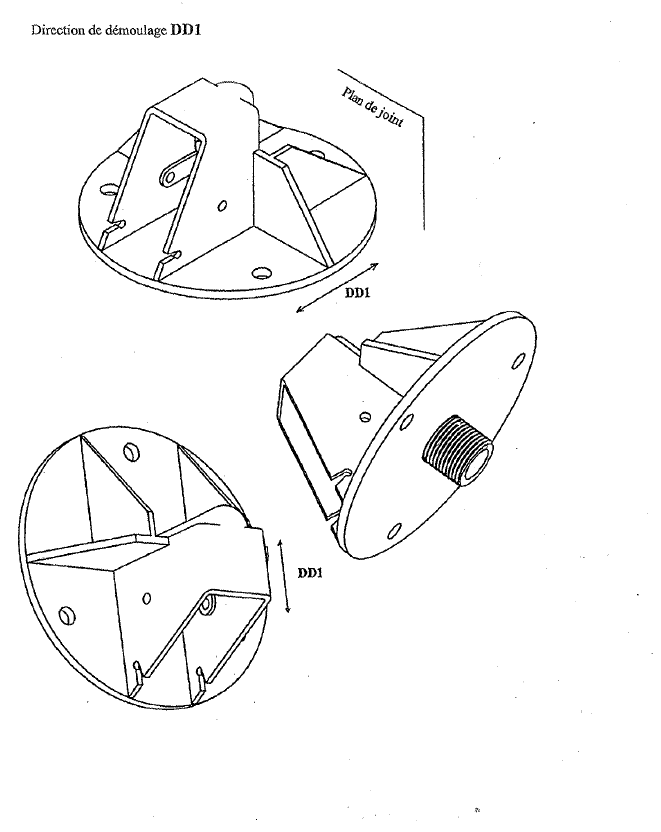 Direction de démoulage DD1
Plan de joint
DD1
DD1